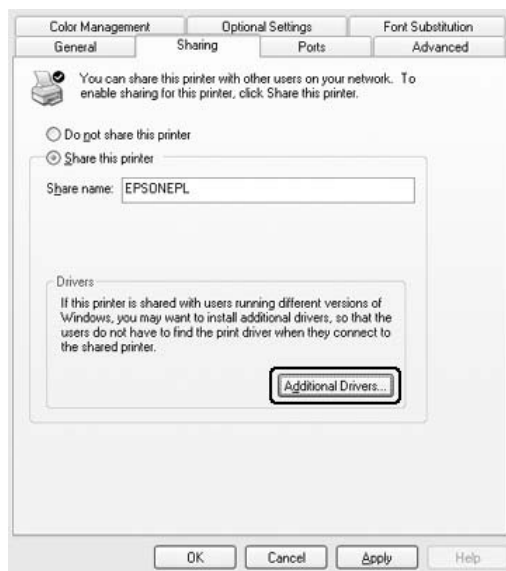 Color Management Optional Settings Font Substitution
General Sharing Ports Advanced
You can share this printer with other users on your network. To
enable sharing for this printer, click Share this printer.
Do not share this printer
Share this printer
Share name: EPSONEPL
Drivers
If this printer is shared with users running different versions of
Windows, you may want to install additional drivers, so that the
users do not have to find the print driver when they connect to
the shared printer.
Additional Drivers...
OK Cancel Apply Help